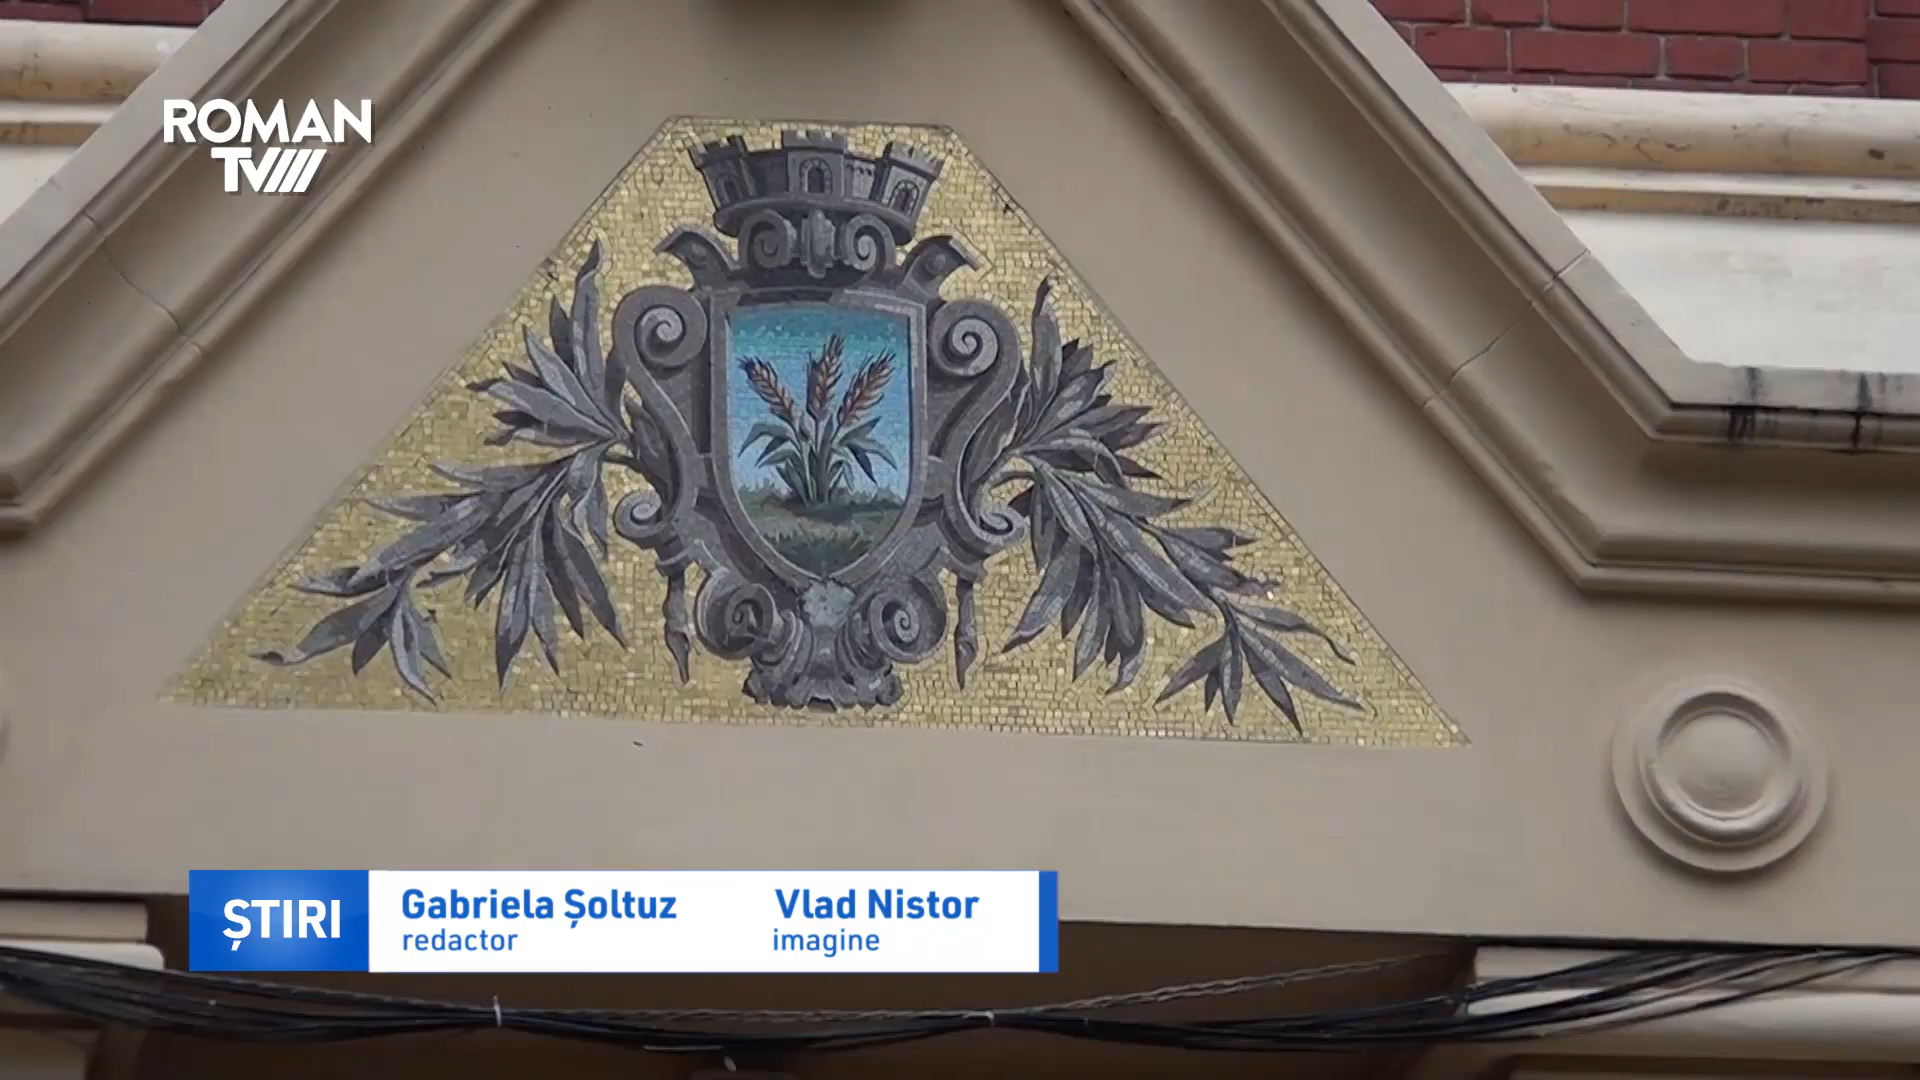 ROMAN
TV
ȘTIRI
Gabriela Șoltuz
redactor
Vlad Nistor
imagine